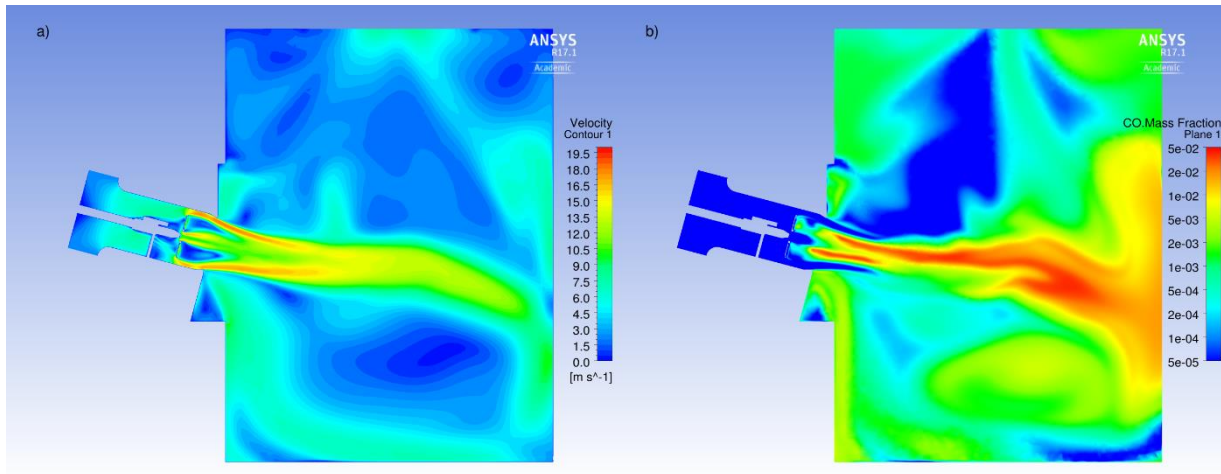 a)
ANSYS
R17.1
Academic
Velocity
Contour 1
19.5
18.0
16.5
15.0
13.5
12.0
10.5
9.0
7.5
6.0
4.5
3.0
1.5
0.0
[m s^-1]
b)
ANSYS
R17.1
Academic
CO.Mass Fraction
Plane 1
5e-02
2e-02
1e-02
5e-03
2e-03
1e-03
5e-04
2e-04
1e-04
5e-05